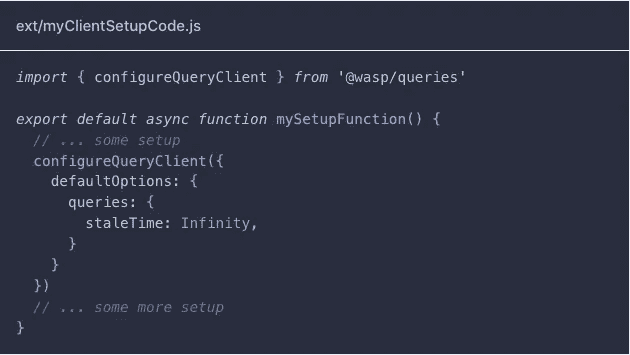 ext/myClientSetupCode.js
import { configureQueryClient } from '@wasp/queries'
export default async function mySetupFunction() {
  // ... some setup
  configureQueryClient({
    defaultOptions: {
      queries: {
        staleTime: Infinity,
      }
    }
  })
  // ... some more setup
}